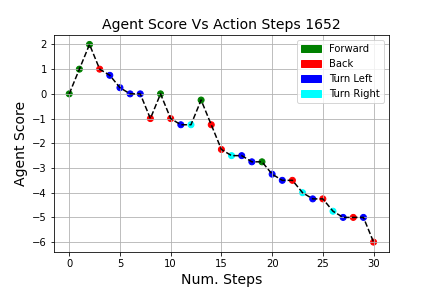 Agent Score Vs Action Steps 1652
2
1
0
−1
−2
−3
−4
−5
−6
Agent Score
Forward
Back
Turn Left
Turn Right
0 5 10 15 20 25 30
Num. Steps